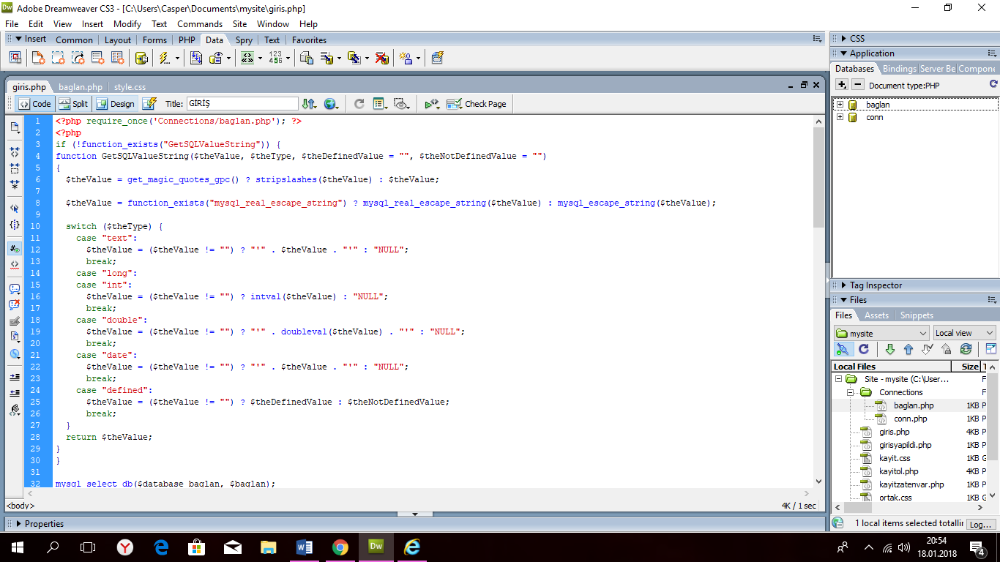 Adobe Dreamweaver CS3 - [C:\Users\Casper\Documents\mysite\giris.php]
File Edit View Insert Modify Text Commands Site Window Help
Insert Common Layout Forms PHP Data Spry Text Favorites
giris.php baglan.php style.css
Code Split Design Title: GİRİŞ Check Page
1 <?php require_once('Connections/baglan.php'); ?>
2 <?php
3 if (!function_exists("GetSQLValueString")) {
4 function GetSQLValueString($theValue, $theType, $theDefinedValue = "", $theNotDefinedValue = "")
5 {
6 $theValue = get_magic_quotes_gpc() ? stripslashes($theValue) : $theValue;
7
8 $theValue = function_exists("mysql_real_escape_string") ? mysql_real_escape_string($theValue) : mysql_escape_string($theValue);
9
10 switch ($theType) {
11 case "text":
12 $theValue = ($theValue != "") ? "'" . $theValue . "'" : "NULL";
13 break;
14 case "long":
15 case "int":
16 $theValue = ($theValue != "") ? intval($theValue) : "NULL";
17 break;
18 case "double":
19 $theValue = ($theValue != "") ? "'" . doubleval($theValue) . "'" : "NULL";
20 break;
21 case "date":
22 $theValue = ($theValue != "") ? "'" . $theValue . "'" : "NULL";
23 break;
24 case "defined":
25 $theValue = ($theValue != "") ? $theDefinedValue : $theNotDefinedValue;
26 break;
27 }
28 return $theValue;
29 }
30 }
31
32 mysql_select_db($database_baglan, $baglan);
<body>
4K / 1 sec
Properties
CSS
Application
Databases Bindings Server Be Compone
Document type:PHP
baglan
conn
Tag Inspector
Files
Files Assets Snippets
mysite Local view
Local Files Size T
Site - mysite (C:\User... F
Connections F
baglan.php 1KB P
conn.php 1KB P
giris.php 4KB P
girisyapildi.php 1KB P
kayit.css 1KB C
kayitol.php 4KB P
kayitzatenvar.php 1KB P
ortak.css 1KB C
1 local items selected totallir Log...
20:54
18.01.2018
4